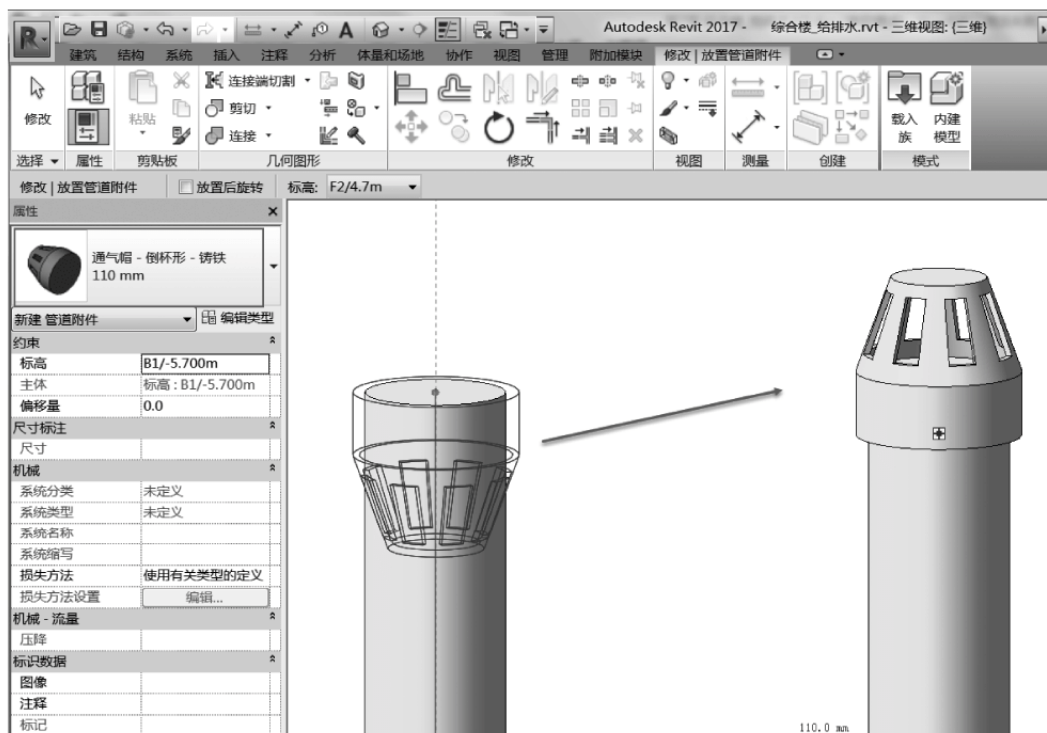 Autodesk Revit 2017 - 综合楼_给排水.rvt - 三维视图: {三维}
建筑 结构 系统 插入 注释 分析 体量和场地 协作 视图 管理 附加模块 修改 | 放置管道附件
修改
粘贴
连接端切割
剪切
连接
载入族
内建模型
选择 属性 剪贴板 几何图形 修改 视图 测量 创建 模式
修改 | 放置管道附件 放置后旋转 标高: F2/4.7m
属性
通气帽 - 倒杯形 - 铸铁
110 mm
新建 管道附件 编辑类型
约束
标高 B1/-5.700m
主体 标高 : B1/-5.700m
偏移量 0.0
尺寸标注
尺寸
机械
系统分类 未定义
系统类型 未定义
系统名称
系统缩写
损失方法 使用有关类型的定义
损失方法设置 编辑...
机械 - 流量
压降
标识数据
图像
注释
标记
110.0 mm